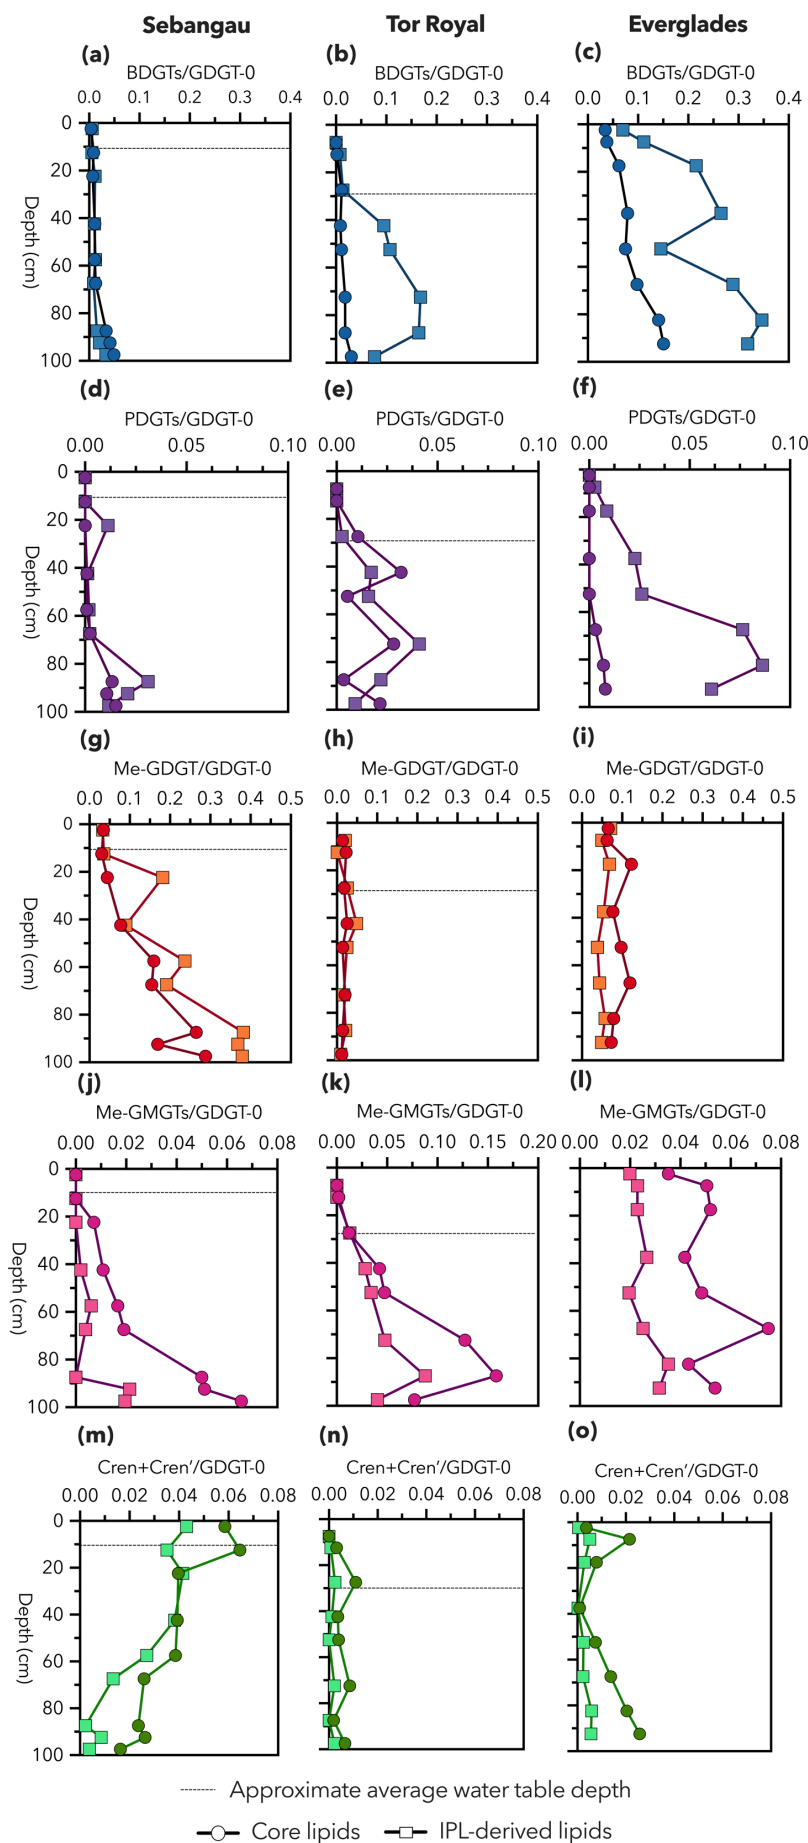 Sebangau Tor Royal Everglades
(a) (b) (c)
BDGTs/GDGT-0 BDGTs/GDGT-0 BDGTs/GDGT-0
0.0 0.1 0.2 0.3 0.4 0.0 0.1 0.2 0.3 0.4 0.0 0.1 0.2 0.3 0.4
0
20
40
60
80
100
Depth (cm)
(d) (e) (f)
PDGTs/GDGT-0 PDGTs/GDGT-0 PDGTs/GDGT-0
0.00 0.05 0.10 0.00 0.05 0.10 0.00 0.05 0.10
0
20
40
60
80
100
Depth (cm)
(g) (h) (i)
Me-GDGT/GDGT-0 Me-GDGT/GDGT-0 Me-GDGT/GDGT-0
0.0 0.1 0.2 0.3 0.5 0.0 0.1 0.2 0.3 0.5 0.0 0.1 0.2 0.3 0.5
0
20
40
60
80
100
Depth (cm)
(j) (k) (l)
Me-GMGTs/GDGT-0 Me-GMGTs/GDGT-0 Me-GMGTs/GDGT-0
0.00 0.02 0.04 0.06 0.08 0.00 0.05 0.10 0.15 0.20 0.00 0.02 0.04 0.06 0.08
0
20
40
60
80
100
Depth (cm)
(m) (n) (o)
Cren+Cren′/GDGT-0 Cren+Cren′/GDGT-0 Cren+Cren′/GDGT-0
0.00 0.02 0.04 0.06 0.08 0.00 0.02 0.04 0.06 0.08 0.00 0.02 0.04 0.06 0.08
0
20
40
60
80
100
Depth (cm)
Approximate average water table depth
Core lipids IPL-derived lipids